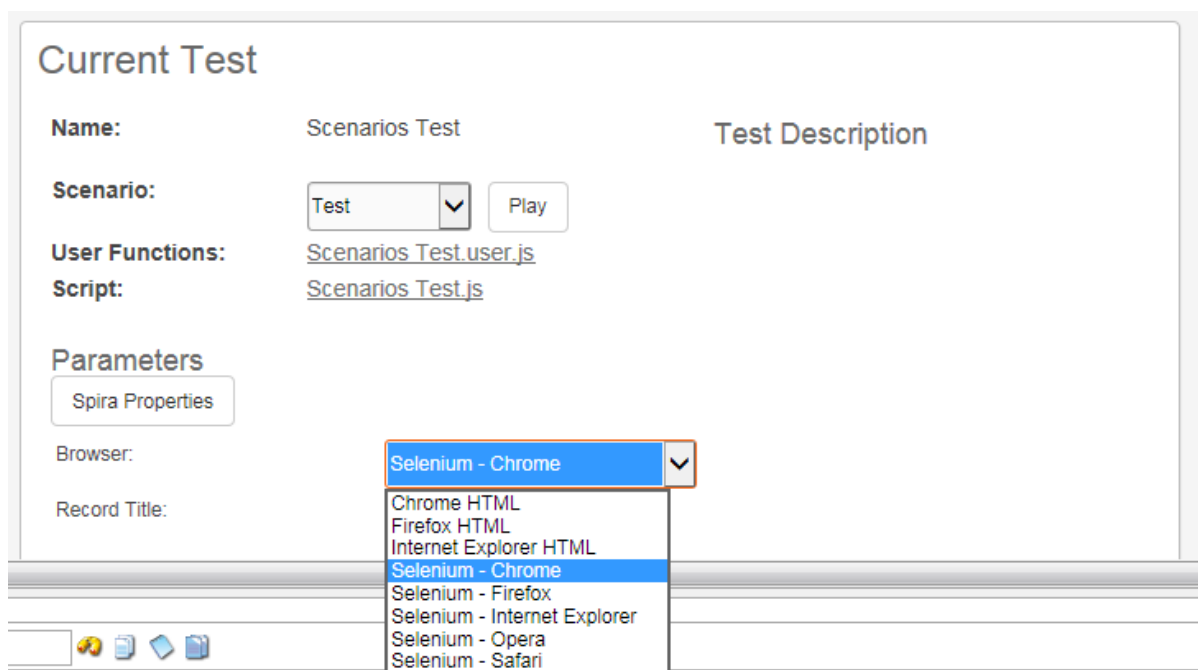 Current Test
Name: Scenarios Test
Test Description
Scenario: Test Play
User Functions: Scenarios Test.user.js
Script: Scenarios Test.js
Parameters
Spira Properties
Browser: Selenium - Chrome
Record Title:
Chrome HTML
Firefox HTML
Internet Explorer HTML
Selenium - Chrome
Selenium - Firefox
Selenium - Internet Explorer
Selenium - Opera
Selenium - Safari